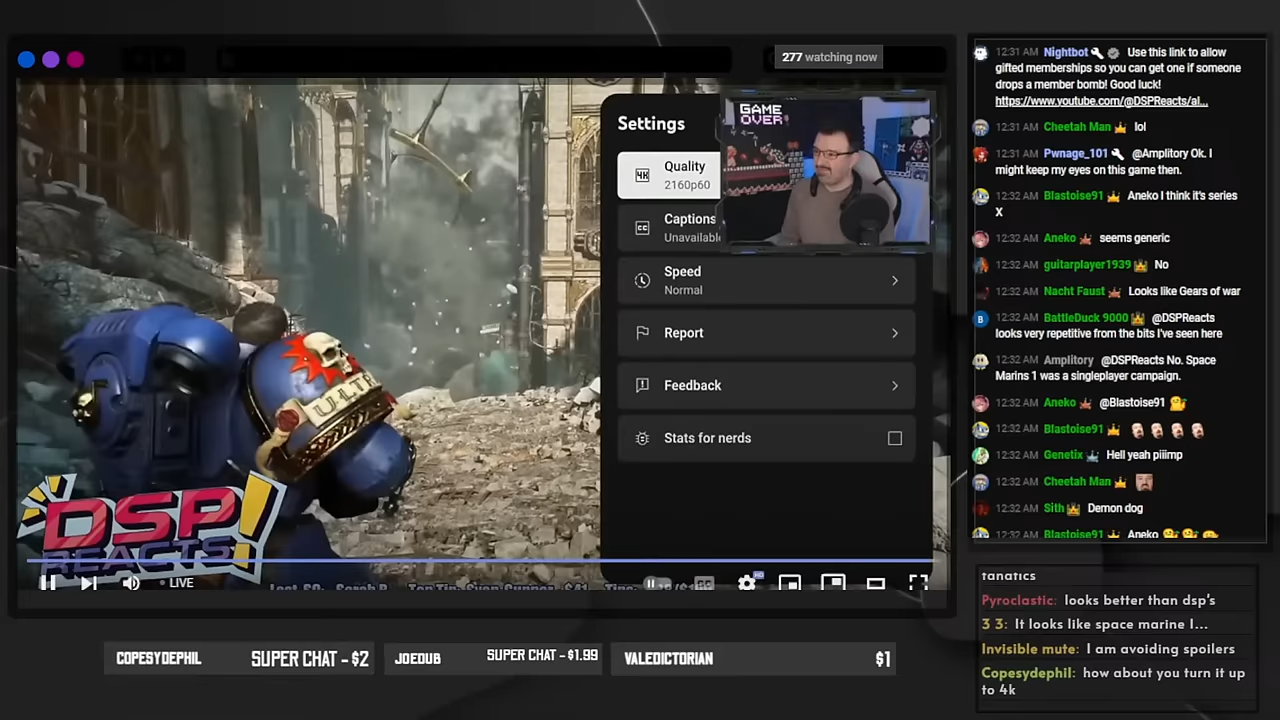 277 watching now
GAME
OVER
Settings
4K
Quality
2160p60
CC
Captions
Unavailable
Speed
Normal
Report
Feedback
Stats for nerds
ULTR
DSP!
REACTS
LIVE
HD
COPESYDEPHIL SUPER CHAT - $2
JOEDUB SUPER CHAT - $1.99
VALEDICTORIAN $1
12:31 AM Nightbot Use this link to allow
gifted memberships so you can get one if someone
drops a member bomb! Good luck!
https://www.youtube.com/@DSPReacts/al...
12:31 AM Cheetah Man lol
12:31 AM Pwnage_101 @Amplitory Ok. I
might keep my eyes on this game then.
12:31 AM Blastoise91 Aneko I think it's series
X
12:32 AM Aneko seems generic
12:32 AM guitarplayer1939 No
12:32 AM Nacht Faust Looks like Gears of war
B
12:32 AM BattleDuck 9000 @DSPReacts
looks very repetitive from the bits I've seen here
12:32 AM Amplitory @DSPReacts No. Space
Marins 1 was a singleplayer campaign.
12:32 AM Aneko @Blastoise91
12:32 AM Blastoise91
12:32 AM Genetix Hell yeah piiimp
12:32 AM Cheetah Man
12:32 AM Sith Demon dog
12:32 AM Blastoise91 Aneko
tanatics
Pyroclastic: looks better than dsp's
3 3: It looks like space marine I...
Invisible mute: I am avoiding spoilers
Copesydephil: how about you turn it up
to 4k